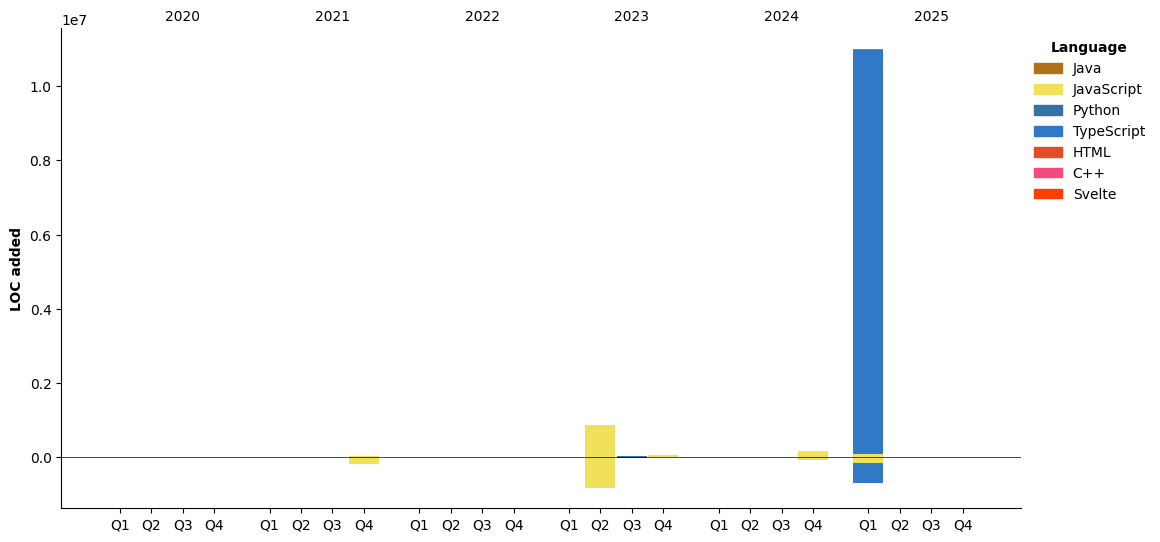 1e7
2020 2021 2022 2023 2024 2025
Language
Java
JavaScript
Python
TypeScript
HTML
C++
Svelte
LOC added
1.0
0.8
0.6
0.4
0.2
0.0
Q1 Q2 Q3 Q4 Q1 Q2 Q3 Q4 Q1 Q2 Q3 Q4 Q1 Q2 Q3 Q4 Q1 Q2 Q3 Q4 Q1 Q2 Q3 Q4